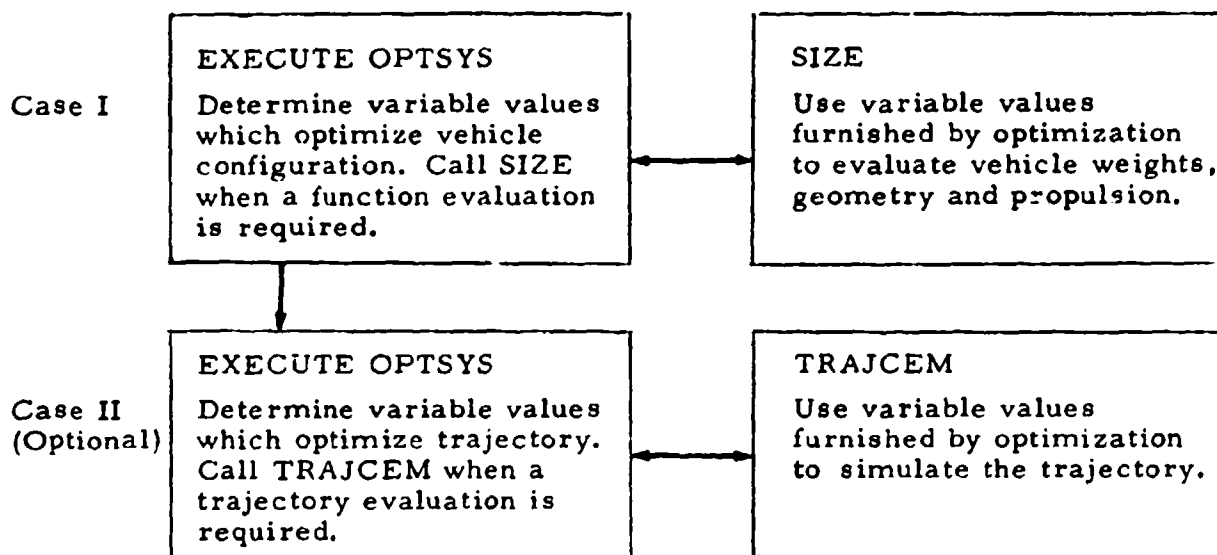 Case I
EXECUTE OPTSYS
Determine variable values
which optimize vehicle
configuration. Call SIZE
when a function evaluation
is required.
SIZE
Use variable values
furnished by optimization
to evaluate vehicle weights,
geometry and propulsion.
Case II
(Optional)
EXECUTE OPTSYS
Determine variable values
which optimize trajectory.
Call TRAJCEM when a
trajectory evaluation is
required.
TRAJCEM
Use variable values
furnished by optimization
to simulate the trajectory.